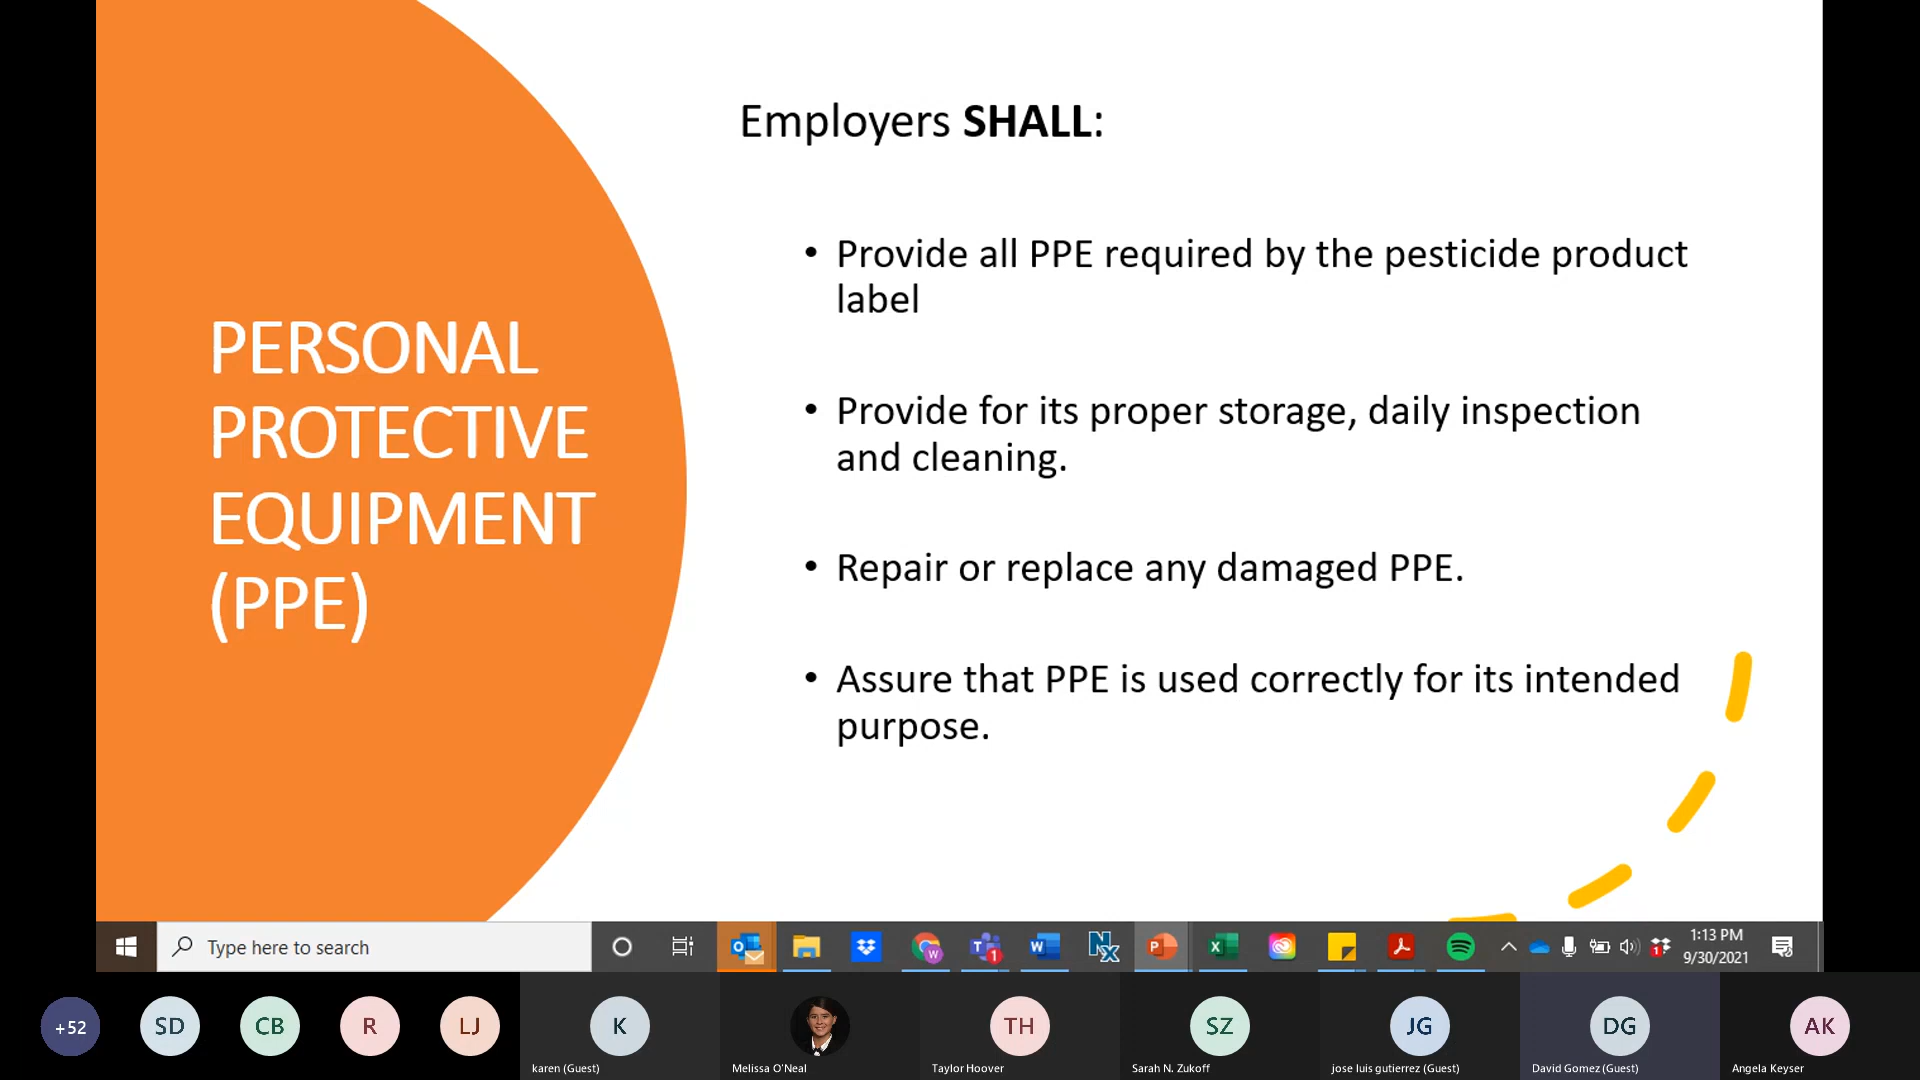 Employers SHALL:
• Provide all PPE required by the pesticide product
label
• Provide for its proper storage, daily inspection
and cleaning.
• Repair or replace any damaged PPE.
• Assure that PPE is used correctly for its intended
purpose.
PERSONAL
PROTECTIVE
EQUIPMENT
(PPE)
Type here to search
1:13 PM
9/30/2021
+52
SD
CB
R
LJ
K
karen (Guest)
Melissa O'Neal
TH
Taylor Hoover
SZ
Sarah N. Zukoff
JG
jose luis gutierrez (Guest)
DG
David Gomez (Guest)
AK
Angela Keyser